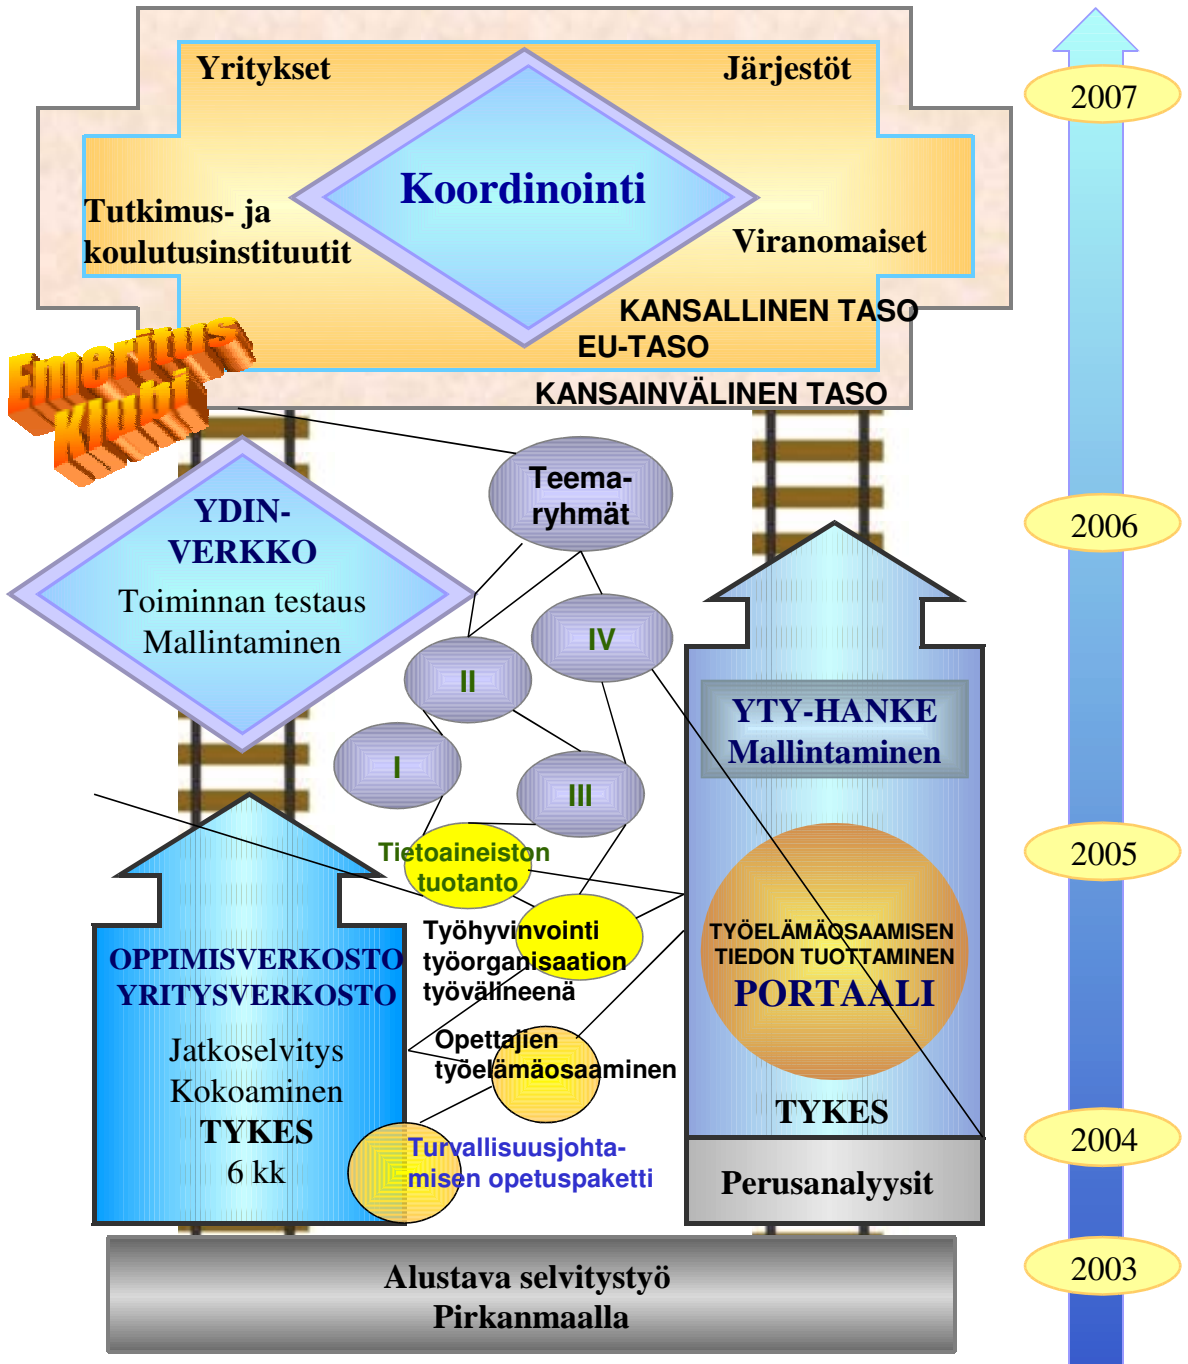 Yritykset
Järjestöt
2007
Koordinointi
Tutkimus- ja
koulutusinstituutit
Viranomaiset
KANSALLINEN TASO
EU-TASO
KANSAINVÄLINEN TASO
Emeritus
Klubi
Teema-
ryhmät
YDIN-
VERKKO
Toiminnan testaus
Mallintaminen
2006
IV
II
I
III
YTY-HANKE
Mallintaminen
Tietoaineiston
tuotanto
2005
Työhyvinvointi
työorganisaation
työvälineenä
TYÖELÄMÄOSAAMISEN
TIEDON TUOTTAMINEN
PORTAALI
OPPIMISVERKOSTO
YRITYSVERKOSTO
Jatkoselvitys
Kokoaminen
TYKES
6 kk
Opettajien
työelämäosaaminen
TYKES
Turvallisuusjohta-
misen opetuspaketti
2004
Perusanalyysit
2003
Alustava selvitystyö
Pirkanmaalla